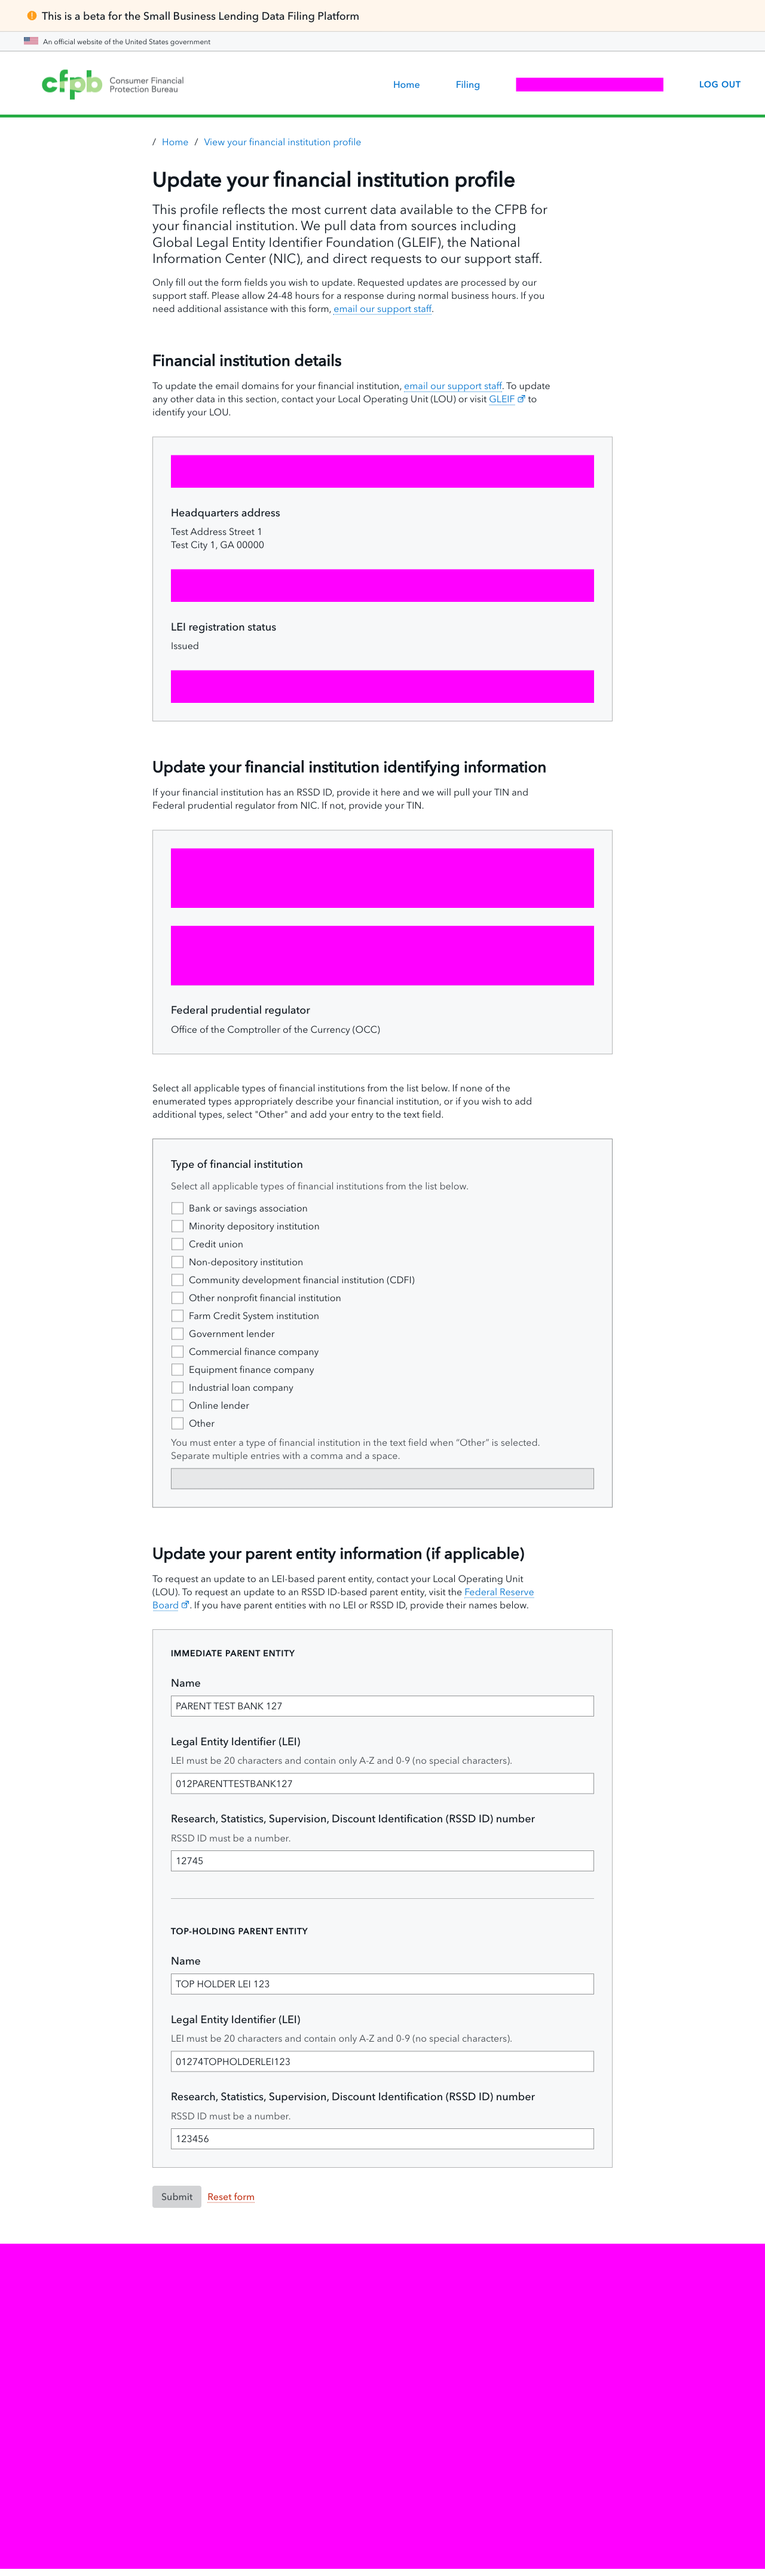 This is a beta for the Small Business Lending Data Filing Platform
An official website of the United States government
cfpb Consumer Financial
Protection Bureau
Home Filing LOG OUT
/ Home / View your financial institution profile
Update your financial institution profile
This profile reflects the most current data available to the CFPB for
your financial institution. We pull data from sources including
Global Legal Entity Identifier Foundation (GLEIF), the National
Information Center (NIC), and direct requests to our support staff.
Only fill out the form fields you wish to update. Requested updates are processed by our
support staff. Please allow 24-48 hours for a response during normal business hours. If you
need additional assistance with this form, email our support staff.
Financial institution details
To update the email domains for your financial institution, email our support staff. To update
any other data in this section, contact your Local Operating Unit (LOU) or visit GLEIF to
identify your LOU.
Headquarters address
Test Address Street 1
Test City 1, GA 00000
LEI registration status
Issued
Update your financial institution identifying information
If your financial institution has an RSSD ID, provide it here and we will pull your TIN and
Federal prudential regulator from NIC. If not, provide your TIN.
Federal prudential regulator
Office of the Comptroller of the Currency (OCC)
Select all applicable types of financial institutions from the list below. If none of the
enumerated types appropriately describe your financial institution, or if you wish to add
additional types, select "Other" and add your entry to the text field.
Type of financial institution
Select all applicable types of financial institutions from the list below.
Bank or savings association
Minority depository institution
Credit union
Non-depository institution
Community development financial institution (CDFI)
Other nonprofit financial institution
Farm Credit System institution
Government lender
Commercial finance company
Equipment finance company
Industrial loan company
Online lender
Other
You must enter a type of financial institution in the text field when “Other” is selected.
Separate multiple entries with a comma and a space.
Update your parent entity information (if applicable)
To request an update to an LEI-based parent entity, contact your Local Operating Unit
(LOU). To request an update to an RSSD ID-based parent entity, visit the Federal Reserve
Board . If you have parent entities with no LEI or RSSD ID, provide their names below.
IMMEDIATE PARENT ENTITY
Name
PARENT TEST BANK 127
Legal Entity Identifier (LEI)
LEI must be 20 characters and contain only A-Z and 0-9 (no special characters).
012PARENTTESTBANK127
Research, Statistics, Supervision, Discount Identification (RSSD ID) number
RSSD ID must be a number.
12745
TOP-HOLDING PARENT ENTITY
Name
TOP HOLDER LEI 123
Legal Entity Identifier (LEI)
LEI must be 20 characters and contain only A-Z and 0-9 (no special characters).
01274TOPHOLDERLEI123
Research, Statistics, Supervision, Discount Identification (RSSD ID) number
RSSD ID must be a number.
123456
Submit Reset form